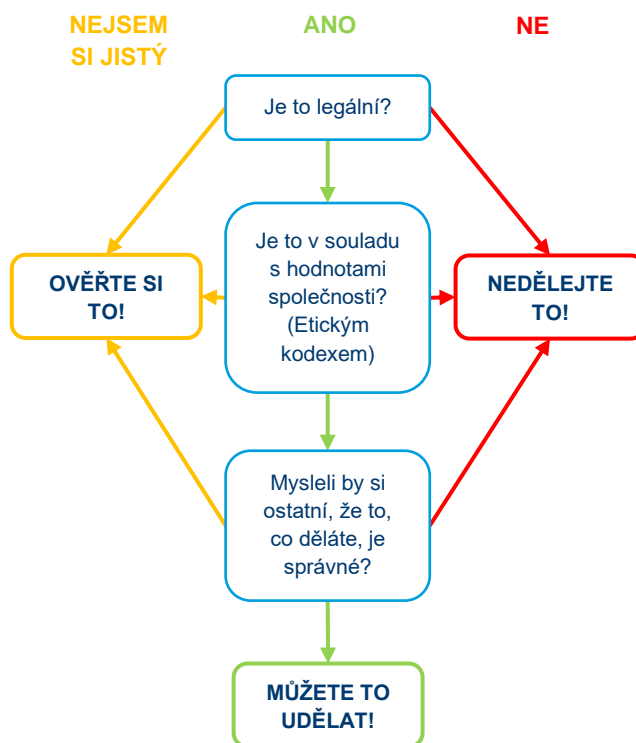 NEJSEM
SI JISTÝ
ANO
NE
Je to legální?
Je to v souladu
s hodnotami
společnosti?
(Etickým
kodexem)
OVĚŘTE SI
TO!
NEDĚLEJTE
TO!
Mysleli by si
ostatní, že to,
co děláte, je
správné?
MŮŽETE TO
UDĚLAT!